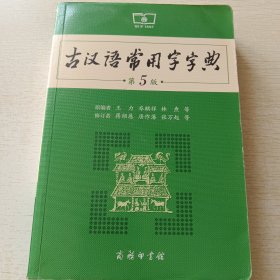 古汉语常用字字典
第5版
原编者 王力 岑麒祥 林焘 等
修订者 蒋绍愚 唐作藩 张万起 等
商务印书馆